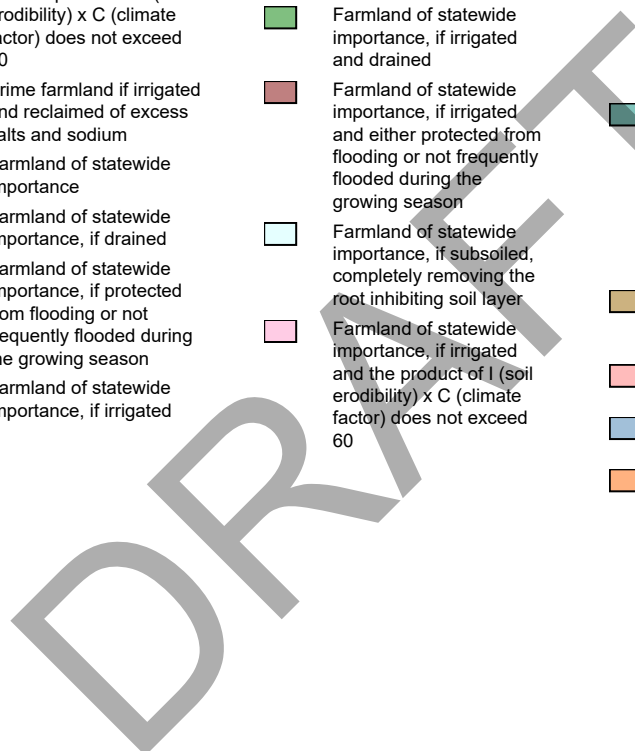 erodibility) x C (climate
factor) does not exceed
60
Prime farmland if irrigated
and reclaimed of excess
salts and sodium
Farmland of statewide
importance
Farmland of statewide
importance, if drained
Farmland of statewide
importance, if protected
from flooding or not
frequently flooded during
the growing season
Farmland of statewide
importance, if irrigated
Farmland of statewide
importance, if irrigated
and drained
Farmland of statewide
importance, if irrigated
and either protected from
flooding or not frequently
flooded during the
growing season
Farmland of statewide
importance, if subsoiled,
completely removing the
root inhibiting soil layer
Farmland of statewide
importance, if irrigated
and the product of I (soil
erodibility) x C (climate
factor) does not exceed
60
DRAFT